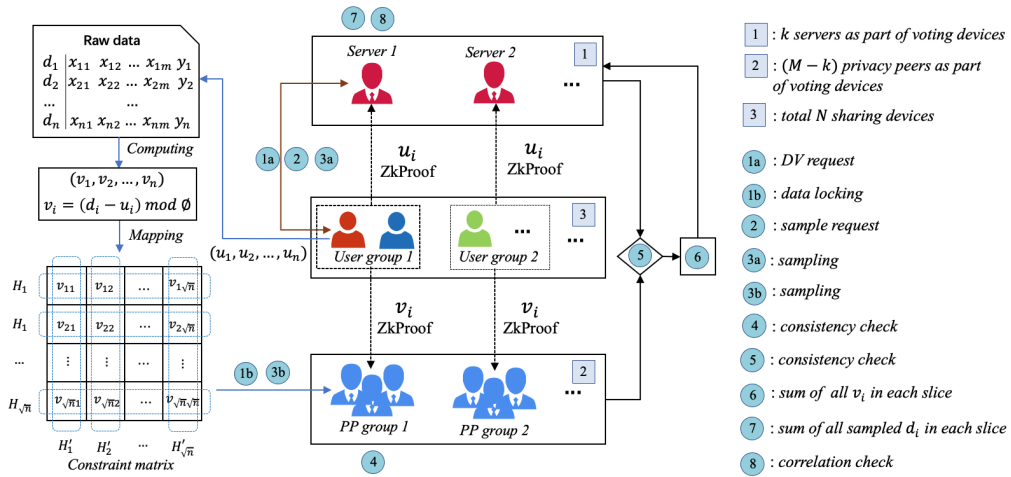 Raw data
d₁ x₁₁ x₁₂ ... x₁ₘ y₁
d₂ x₂₁ x₂₂ ... x₂ₘ y₂
... ...
dₙ xₙ₁ xₙ₂ ... xₙₘ yₙ
Computing
(v₁, v₂, ..., vₙ)
vᵢ = (dᵢ − uᵢ) mod ∅
Mapping
H₁ v₁₁ v₁₂ ... v₁√n
H₁ v₂₁ v₂₂ ... v₂√n
... ⋮ ⋮ ... ⋮
H√n v√n1 v√n2 ... v√n√n
H′₁ H′₂ ... H′√n
Constraint matrix
7 8
Server 1 Server 2 1
...
1a 2 3a
uᵢ
ZkProof
uᵢ
ZkProof
3
... ...
User group 1 User group 2
(u₁, u₂, ..., uₙ)
vᵢ
ZkProof
vᵢ
ZkProof
1b 3b
2
...
PP group 1 PP group 2
4
5 6
1 : k servers as part of voting devices
2 : (M − k) privacy peers as part
of voting devices
3 : total N sharing devices
1a : DV request
1b : data locking
2 : sample request
3a : sampling
3b : sampling
4 : consistency check
5 : consistency check
6 : sum of all vᵢ in each slice
7 : sum of all sampled dᵢ in each slice
8 : correlation check